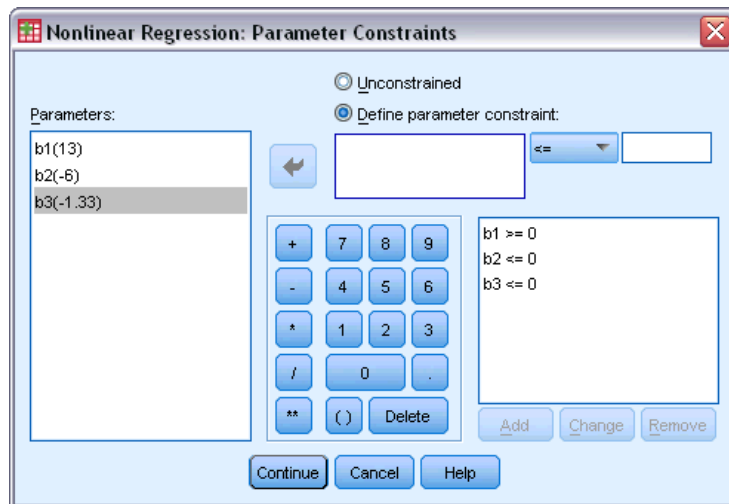 Nonlinear Regression: Parameter Constraints
Unconstrained
Parameters:
Define parameter constraint:
b1(13)
b2(-6)
b3(-1.33)
<=
b1 >= 0
b2 <= 0
b3 <= 0
+ 7 8 9
- 4 5 6
* 1 2 3
/ 0 .
** ( ) Delete
Add Change Remove
Continue Cancel Help